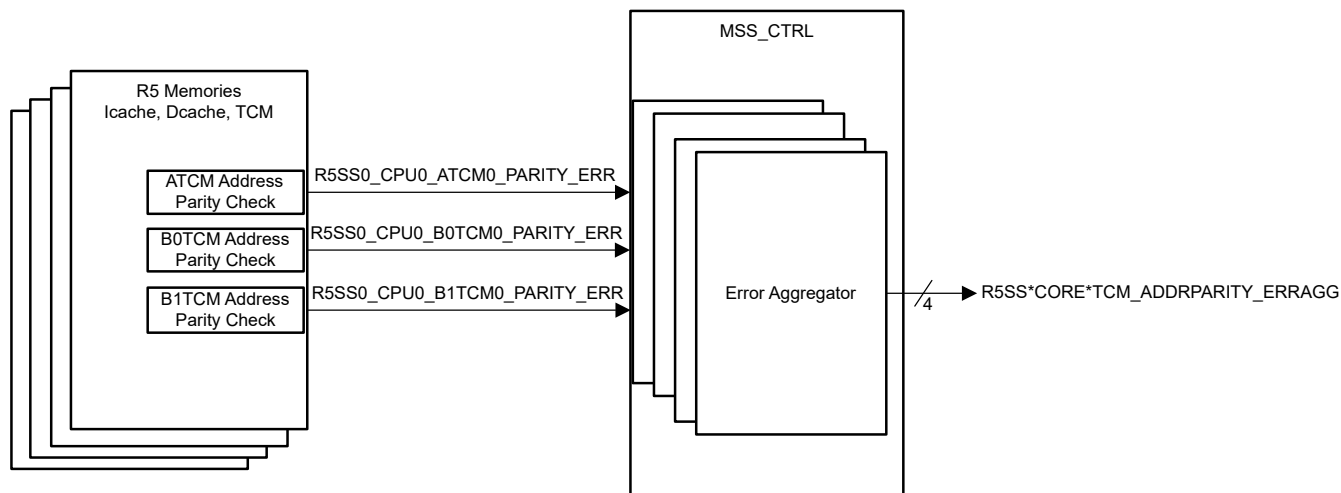 MSS_CTRL
R5 Memories
Icache, Dcache, TCM
ATCM Address
Parity Check
R5SS0_CPU0_ATCM0_PARITY_ERR
B0TCM Address
Parity Check
R5SS0_CPU0_B0TCM0_PARITY_ERR
B1TCM Address
Parity Check
R5SS0_CPU0_B1TCM0_PARITY_ERR
Error Aggregator
4
R5SS*CORE*TCM_ADDRPARITY_ERRAGG